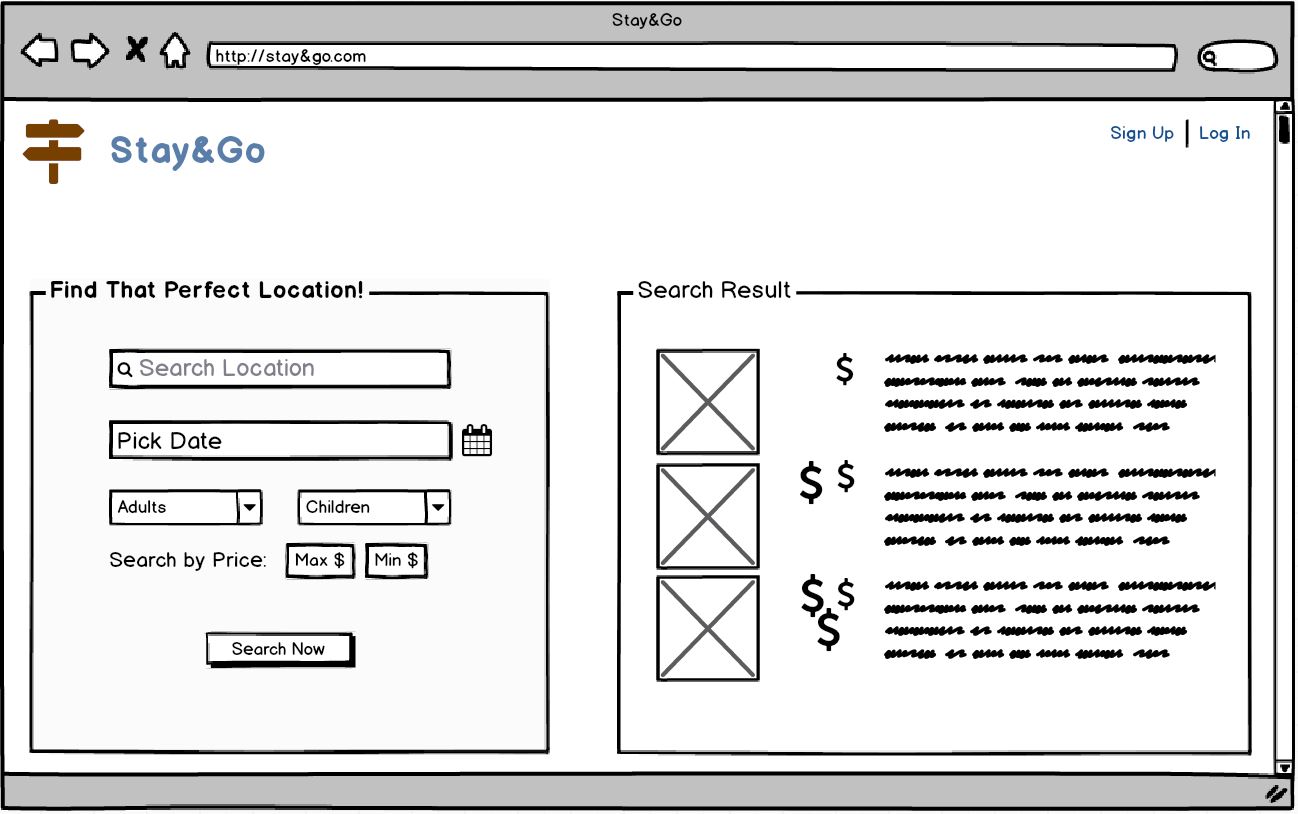 Stay&Go
http://stay&go.com
Stay&Go
Sign Up | Log In
Find That Perfect Location!
Search Location
Pick Date
Adults
Children
Search by Price: Max $ Min $
Search Now
Search Result
$
$ $
$ $ $